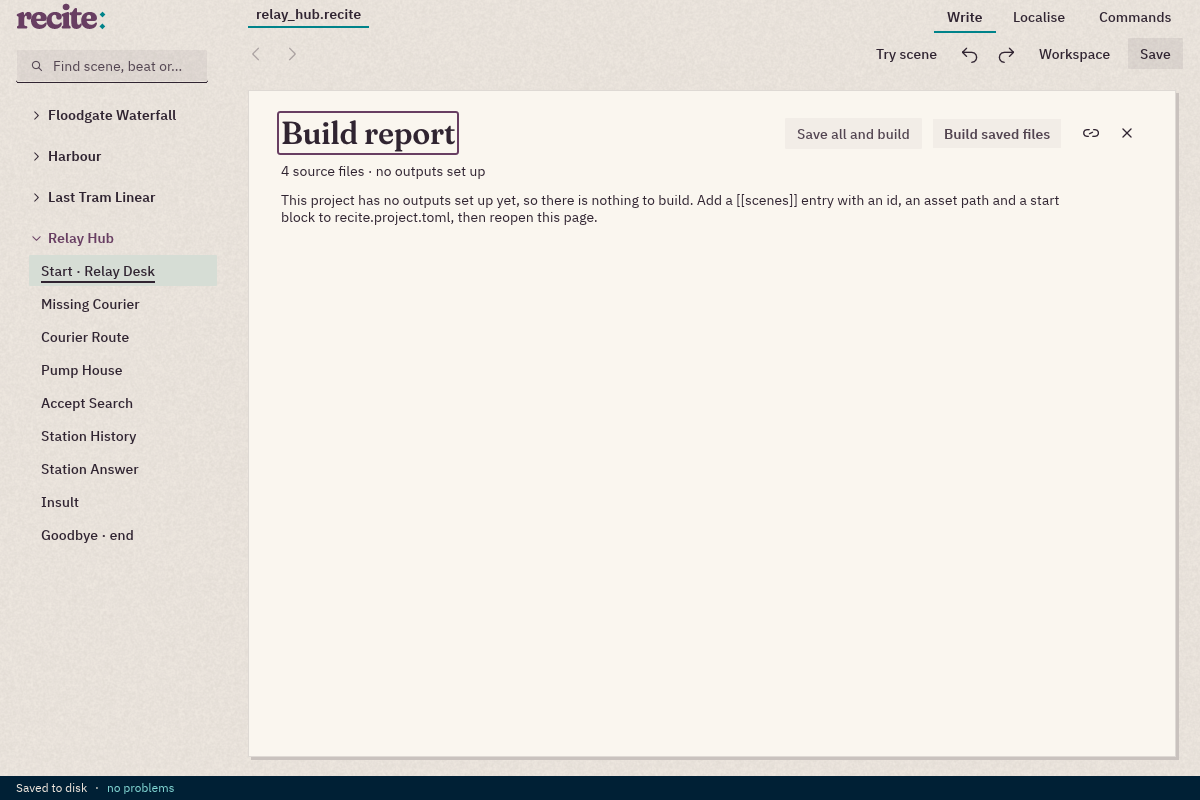 recite:
relay_hub.recite
Write
Localise
Commands
Find scene, beat or...
Try scene
Workspace
Save
Floodgate Waterfall
Harbour
Last Tram Linear
Relay Hub
Start · Relay Desk
Missing Courier
Courier Route
Pump House
Accept Search
Station History
Station Answer
Insult
Goodbye · end
Build report
Save all and build
Build saved files
4 source files · no outputs set up
This project has no outputs set up yet, so there is nothing to build. Add a [[scenes]] entry with an id, an asset path and a start
block to recite.project.toml, then reopen this page.
Saved to disk · no problems